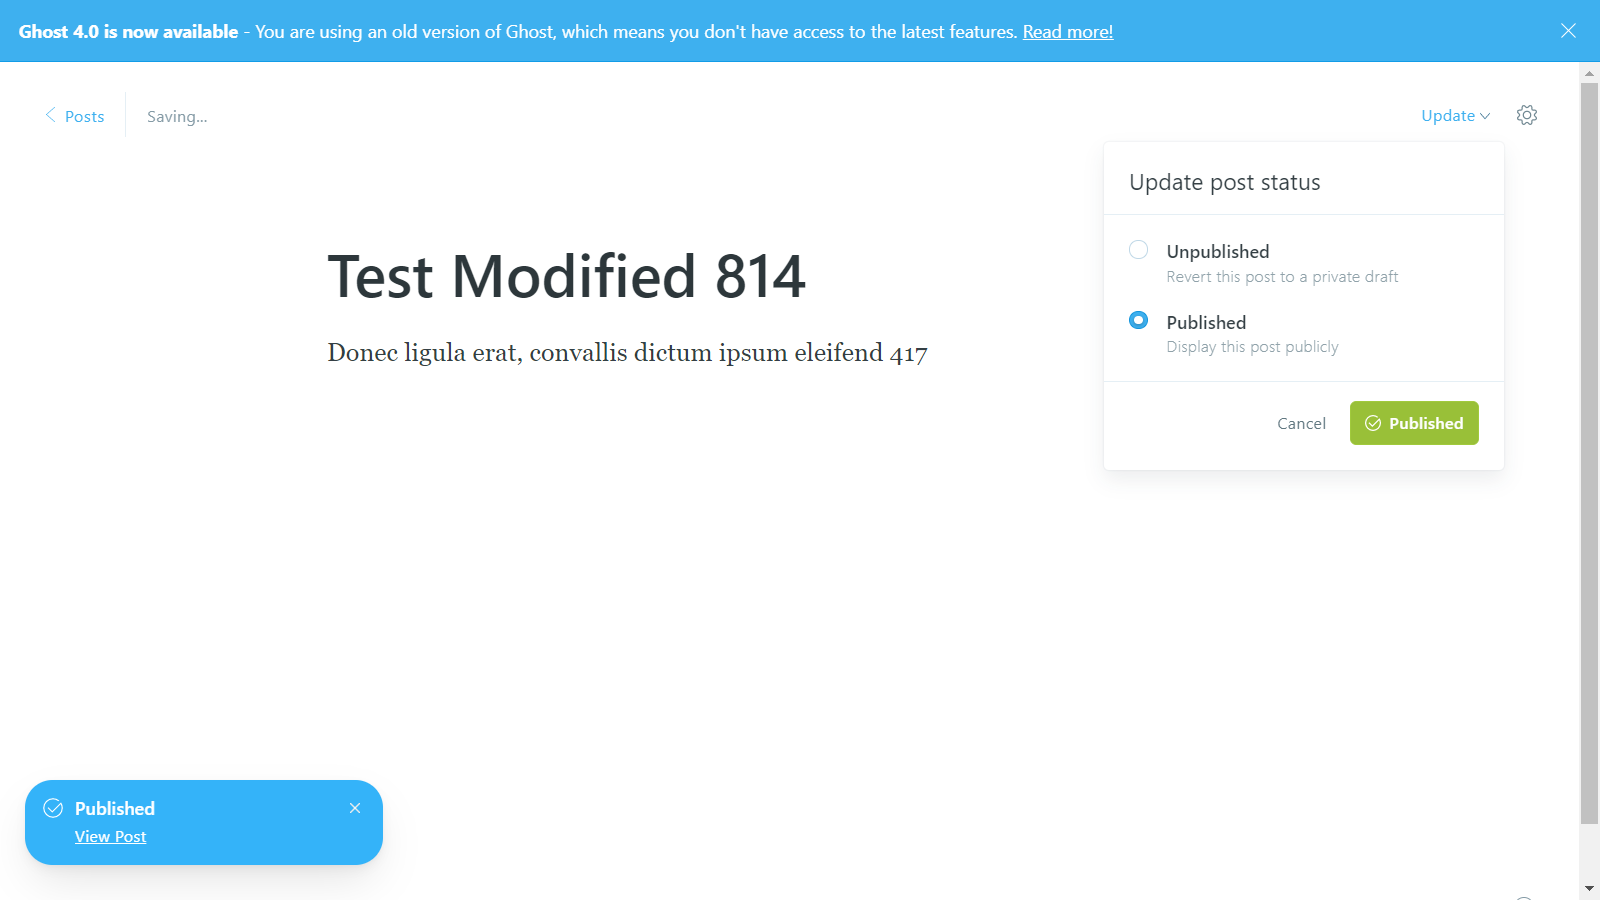 Ghost 4.0 is now available - You are using an old version of Ghost, which means you don't have access to the latest features. Read more!
Posts
Saving...
Update
Update post status
Unpublished
Revert this post to a private draft
Published
Display this post publicly
Cancel
Published
Test Modified 814
Donec ligula erat, convallis dictum ipsum eleifend 417
Published
View Post